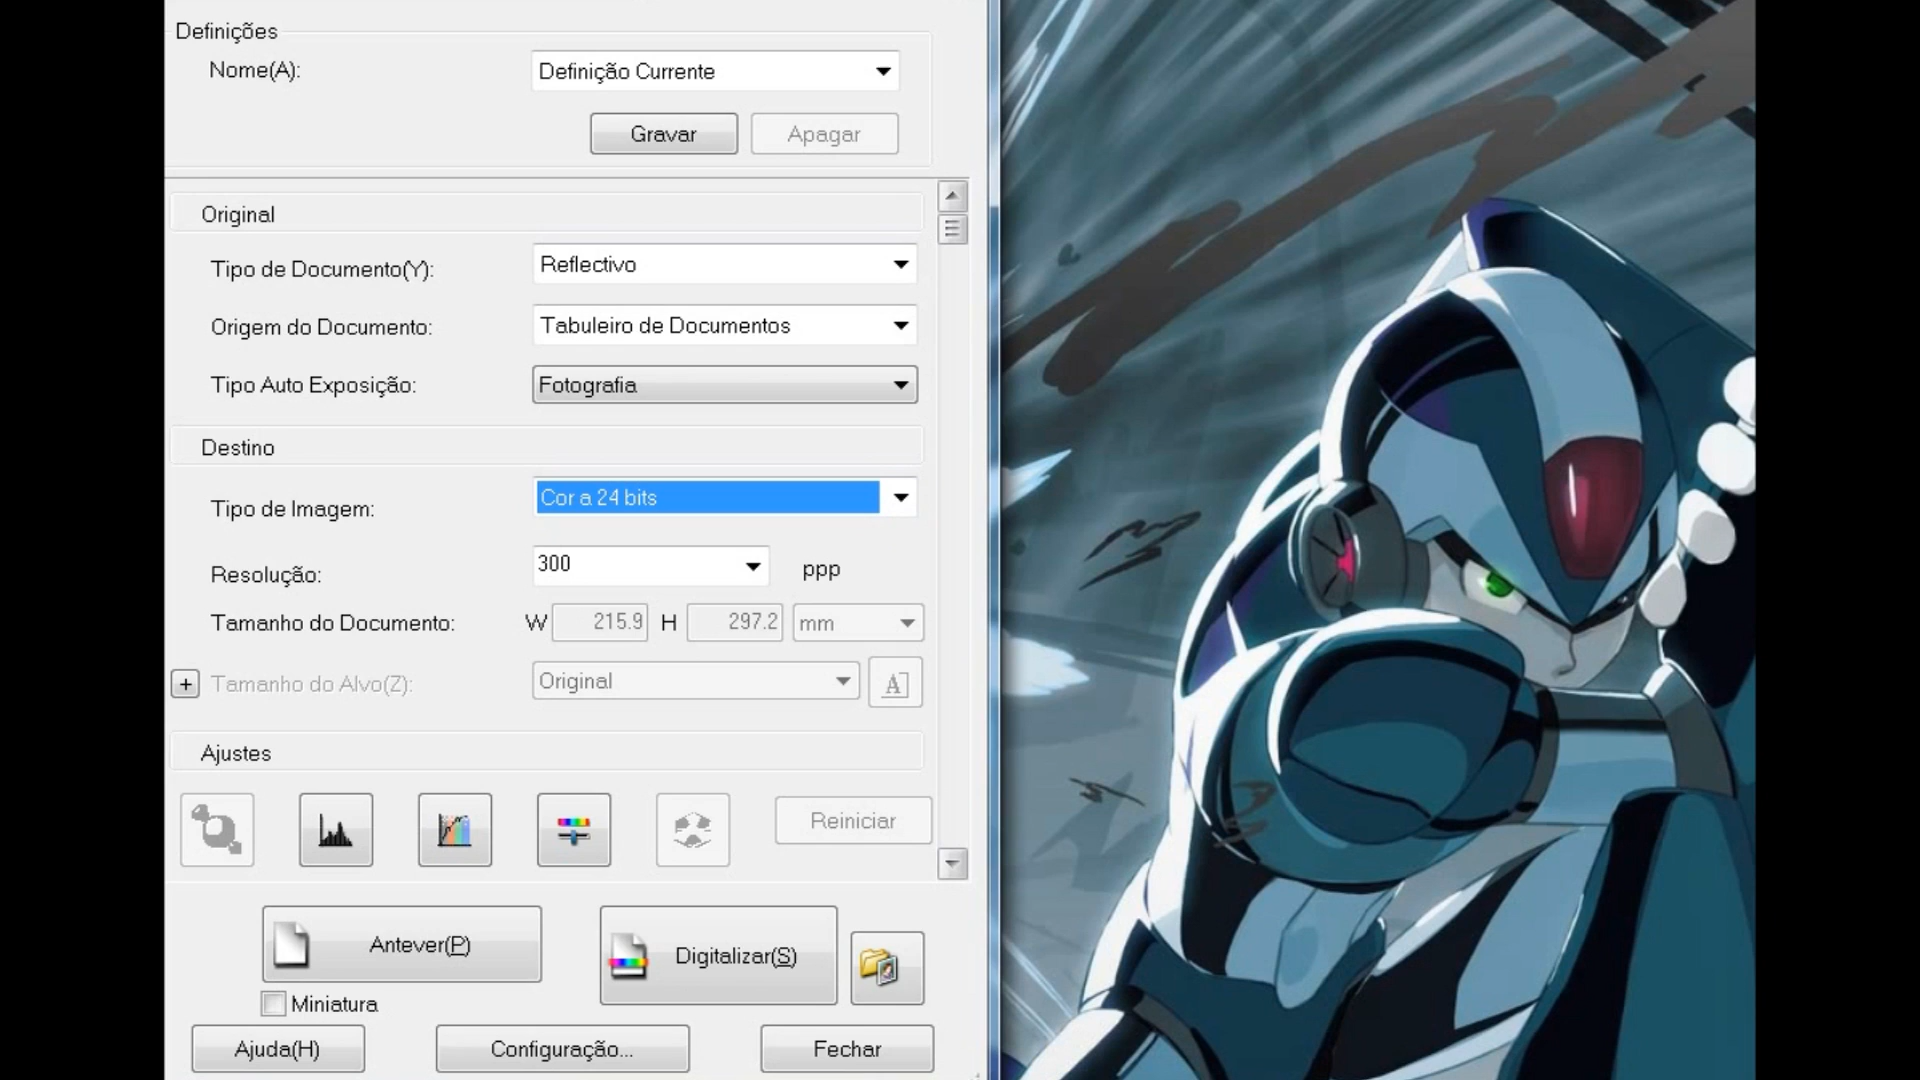 Definições
Nome(A): Definição Currente
Gravar Apagar
Original
Tipo de Documento(Y): Reflectivo
Origem do Documento: Tabuleiro de Documentos
Tipo Auto Exposição: Fotografia
Destino
Tipo de Imagem: Cor a 24 bits
Resolução: 300 ppp
Tamanho do Documento: W 215.9 H 297.2 mm
+ Tamanho do Alvo(Z): Original A
Ajustes
Reiniciar
Antever(P) Digitalizar(S)
Miniatura
Ajuda(H) Configuração... Fechar